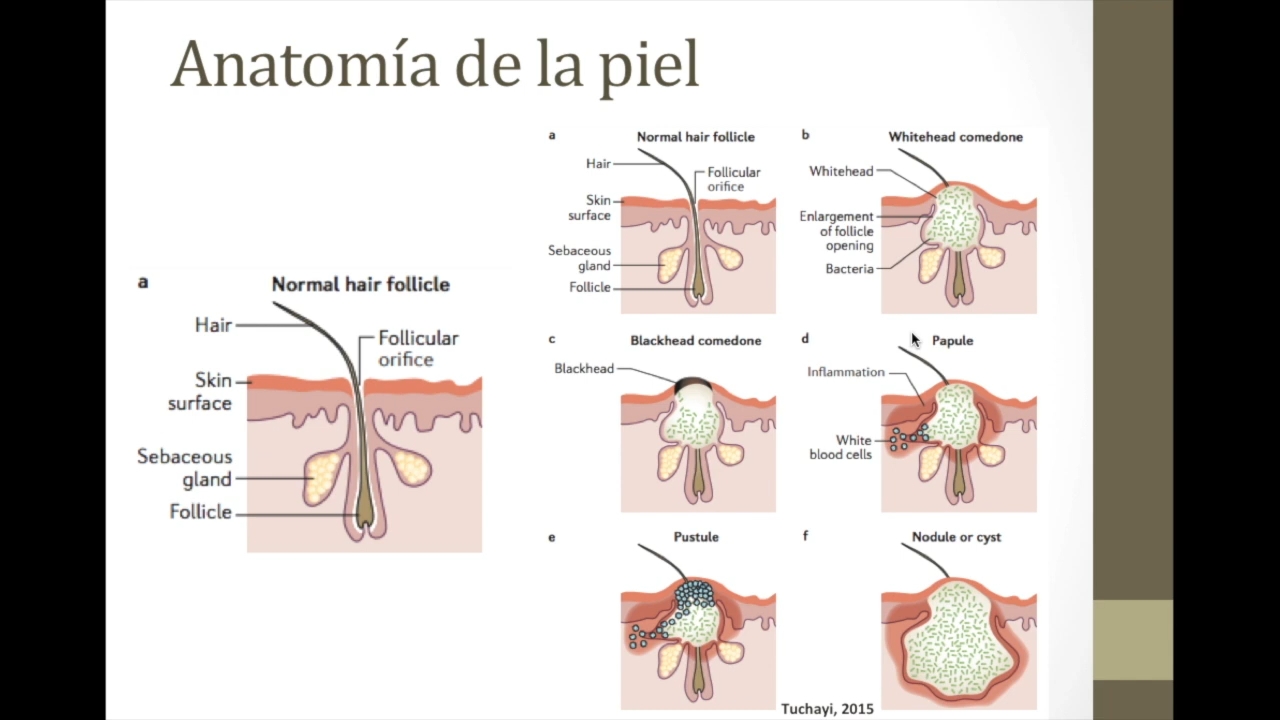 Anatomía de la piel
a
Normal hair follicle
Hair
Follicular
orifice
Skin
surface
Sebaceous
gland
Follicle
a
Normal hair follicle
Hair
Follicular
orifice
Skin
surface
Sebaceous
gland
Follicle
b
Whitehead comedone
Whitehead
Enlargement
of follicle
opening
Bacteria
c
Blackhead comedone
Blackhead
d
Papule
Inflammation
White
blood cells
e
Pustule
f
Nodule or cyst
Tuchayi, 2015